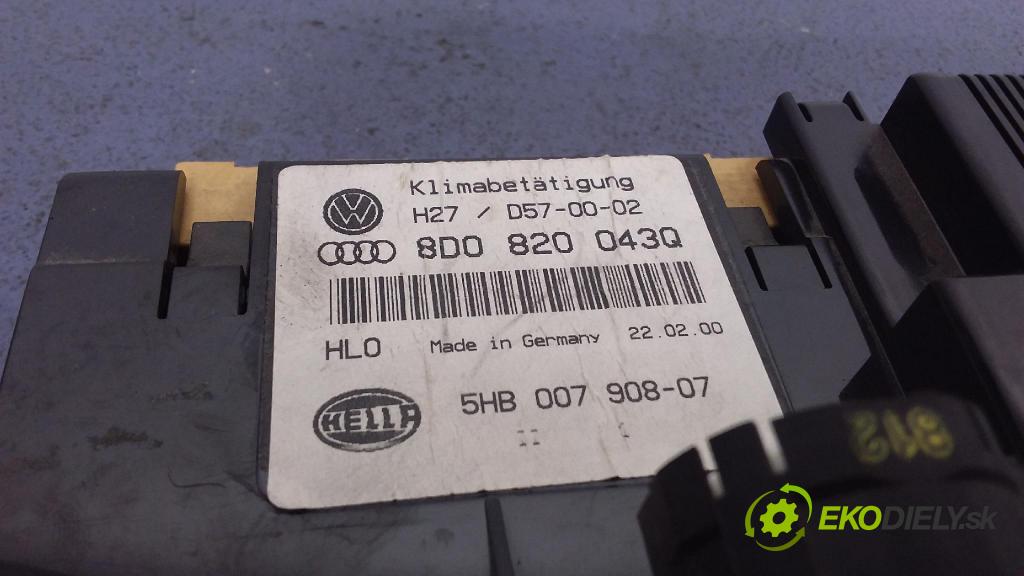 Klimabetätigung
H27 / D57-00-02
8D0 820 043Q
HLO Made in Germany 22.02.00
HELLA 5HB 007 908-07
EKODIELY.sk